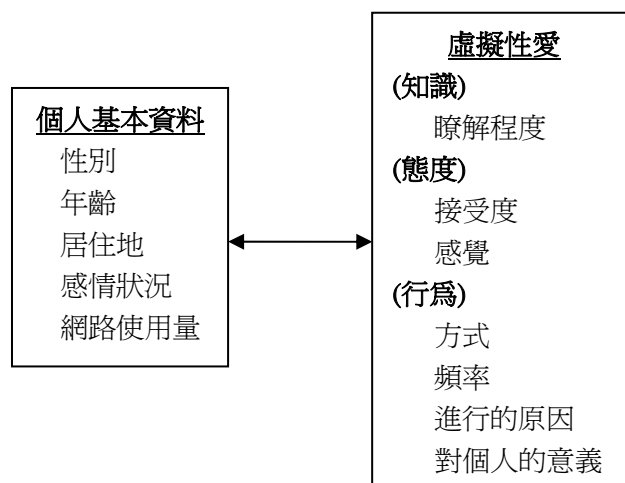 個人基本資料
性別
年齡
居住地
感情狀況
網路使用量
虛擬性愛
(知識)
瞭解程度
(態度)
接受度
感覺
(行為)
方式
頻率
進行的原因
對個人的意義